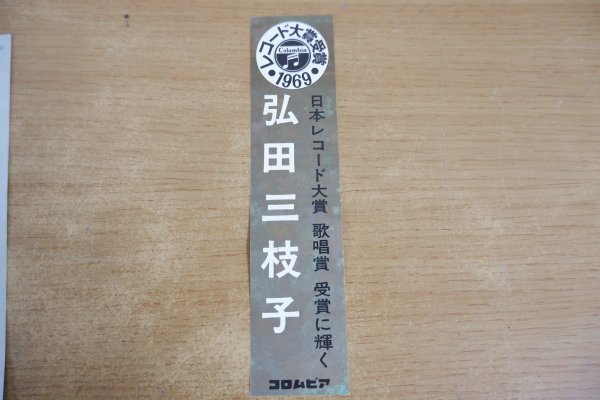 レコード大賞受賞
Columbia
・1969・
日本レコード大賞 歌唱賞 受賞に輝く
弘田三枝子
コロムビア